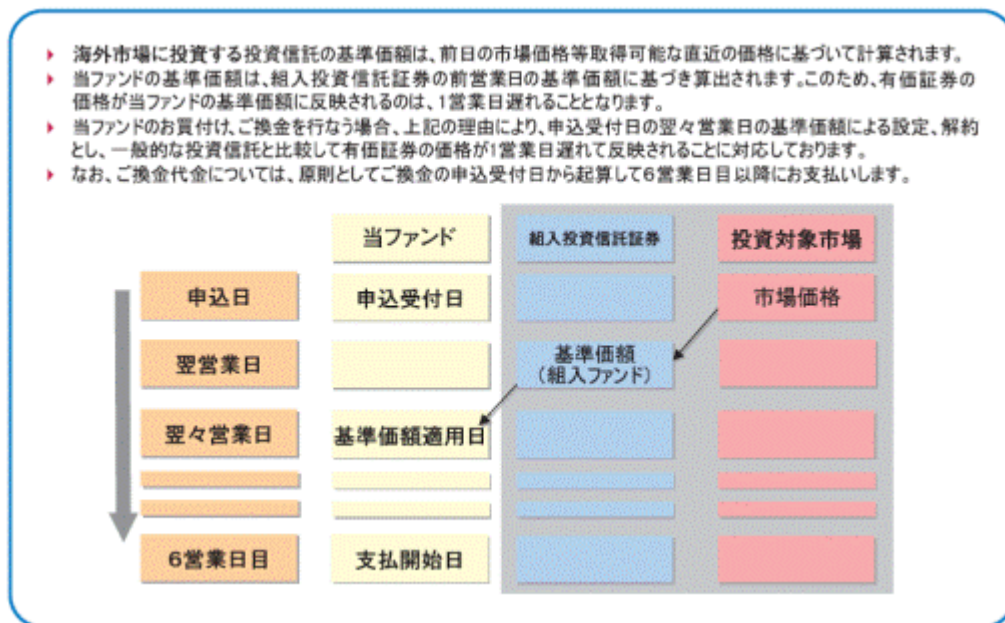 海外市場に投資する投資信託の基準価額は、前日の市場価格等取得可能な直近の価格に基づいて計算されます。
当ファンドの基準価額は、組入投資信託証券の前営業日の基準価額に基づき算出されます。このため、有価証券の
価格が当ファンドの基準価額に反映されるのは、1営業日遅れることとなります。
当ファンドのお買付け、ご換金を行なう場合、上記の理由により、申込受付日の翌々営業日の基準価額による設定、解約
とし、一般的な投資信託と比較して有価証券の価格が1営業日遅れて反映されることに対応しております。
なお、ご換金代金については、原則としてご換金の申込受付日から起算して6営業日目以降にお支払いします。
当ファンド 組入投資信託証券 投資対象市場
申込日 申込受付日 市場価格
翌営業日 基準価額
(組入ファンド)
翌々営業日 基準価額適用日
6営業日目 支払開始日